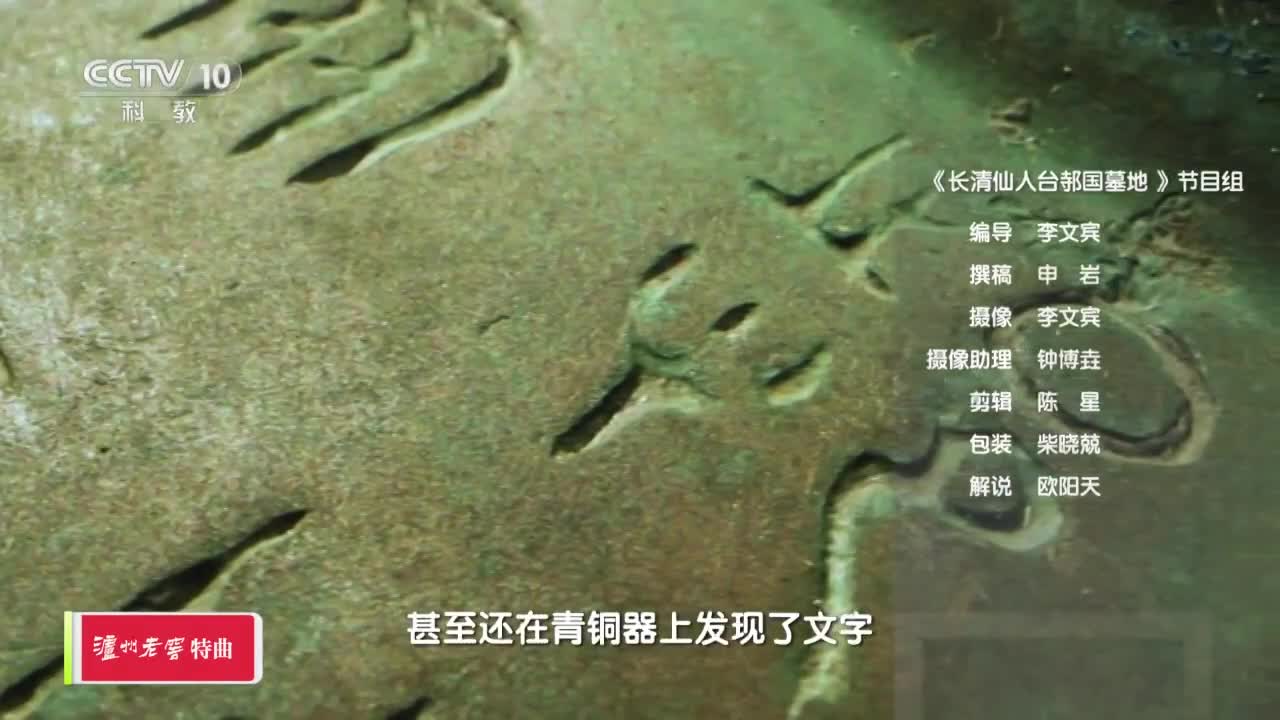 CCTV 10
科教
《长清仙人台邿国墓地 》节目组
编导 李文宾
撰稿 申 岩
摄像 李文宾
摄像助理 钟博垚
剪辑 陈 星
包装 柴晓兢
解说 欧阳天
甚至还在青铜器上发现了文字
泸州老窖特曲